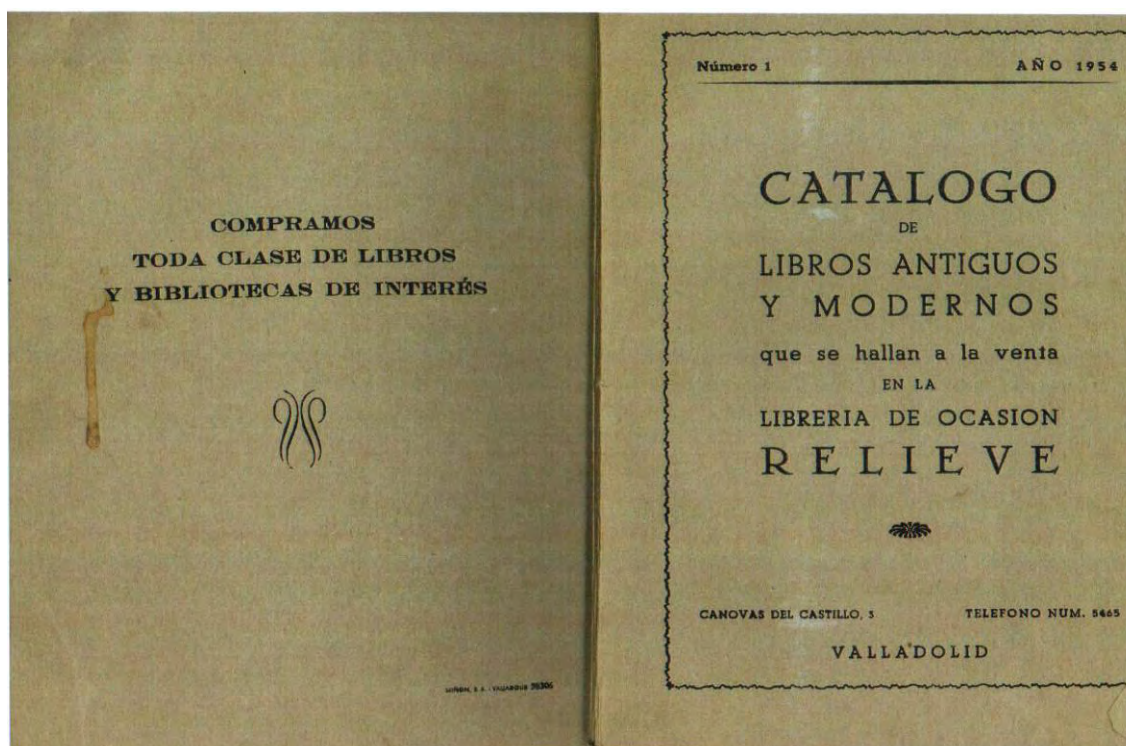 COMPRAMOS
TODA CLASE DE LIBROS
Y BIBLIOTECAS DE INTERÉS
Número 1 AÑO 1954
CATALOGO
DE
LIBROS ANTIGUOS
Y MODERNOS
que se hallan a la venta
EN LA
LIBRERIA DE OCASION
RELIEVE
CANOVAS DEL CASTILLO, 3 TELEFONO NUM. 5465
VALLADOLID